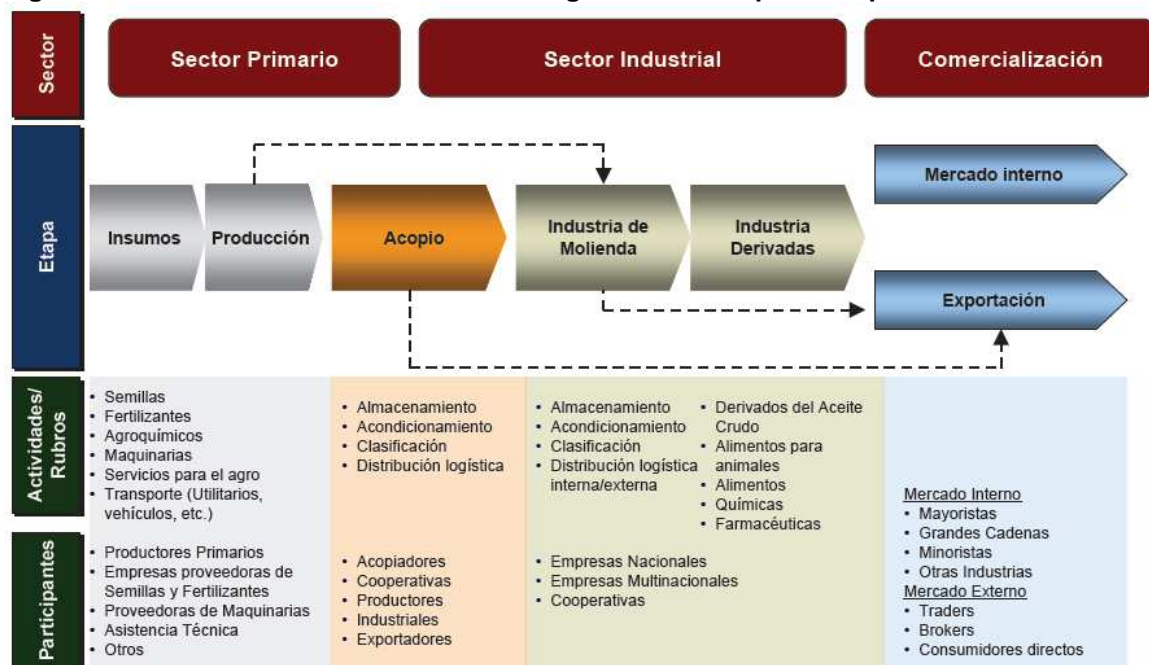 Sector
Sector Primario
Sector Industrial
Comercialización
Etapa
Insumos
Producción
Acopio
Industria de
Molienda
Industria
Derivadas
Mercado interno
Exportación
Actividades/
Rubros
• Semillas
• Fertilizantes
• Agroquímicos
• Maquinarias
• Servicios para el agro
• Transporte (Utilitarios,
vehículos, etc.)
• Almacenamiento
• Acondicionamiento
• Clasificación
• Distribución logística
• Almacenamiento
• Acondicionamiento
• Clasificación
• Distribución logística
interna/externa
• Derivados del Aceite
Crudo
• Alimentos para
animales
• Alimentos
• Químicas
• Farmacéuticas
Participantes
• Productores Primarios
• Empresas proveedoras de
Semillas y Fertilizantes
• Proveedoras de Maquinarias
• Asistencia Técnica
• Otros
• Acopiadores
• Cooperativas
• Productores
• Industriales
• Exportadores
• Empresas Nacionales
• Empresas Multinacionales
• Cooperativas
Mercado Interno
• Mayoristas
• Grandes Cadenas
• Minoristas
• Otras Industrias
Mercado Externo
• Traders
• Brokers
• Consumidores directos